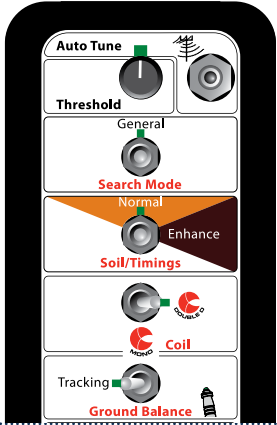 Auto Tune
Threshold
General
Search Mode
Normal
Enhance
Soil/Timings
DOUBLE D
MONO
Coil
Tracking
Ground Balance